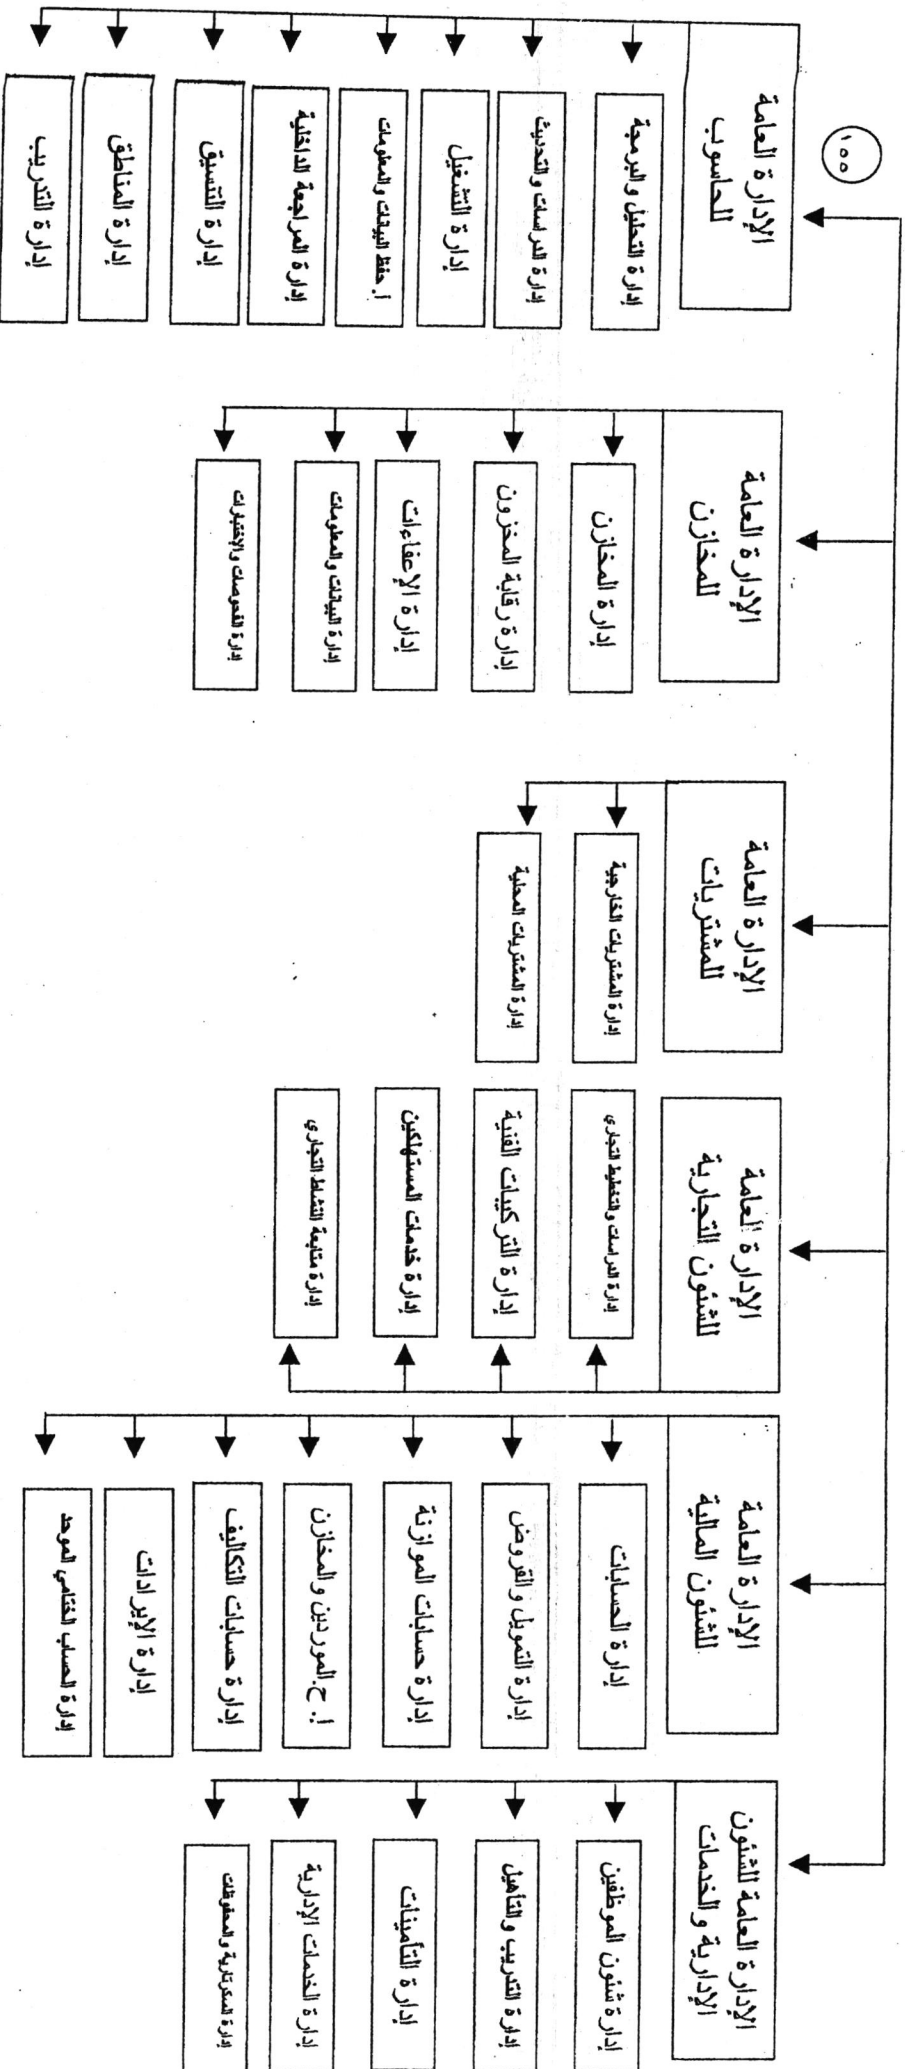 ١٥٥
الإدارة العامة للشئون
الإدارية والخدمات
إدارة شئون الموظفين
إدارة التدريب والتأهيل
إدارة التأمينات
إدارة الخدمات الإدارية
إدارة السكرتارية والمحفوظات
الإدارة العامة
للشئون المالية
إدارة الحسابات
إدارة التمويل والقروض
إدارة حسابات الموازنة
إ. ح.الموردين والمخازن
إدارة حسابات التكاليف
إدارة الإيرادات
إدارة الحساب الختامي الموحد
الإدارة العامة
للشئون التجارية
إدارة الدراسات والتخطيط التجاري
إدارة التركيبات الفنية
إدارة خدمات المستهلكين
إدارة متابعة النشاط التجاري
الإدارة العامة
للمشتريات
إدارة المشتريات الخارجية
إدارة المشتريات المحلية
الإدارة العامة
للمخازن
إدارة المخازن
إدارة رقابة المخزون
إدارة الإعفاءات
إدارة البيانات والمعلومات
إدارة الفحوصات والإختبارات
الإدارة العامة
للحاسوب
إدارة التحليل والبرمجة
إدارة الدراسات والتحديث
إدارة التشغيل
ا. حفظ البيانات والمعلومات
إدارة المراجعة الداخلية
إدارة التنسيق
إدارة المناطق
إدارة التدريب